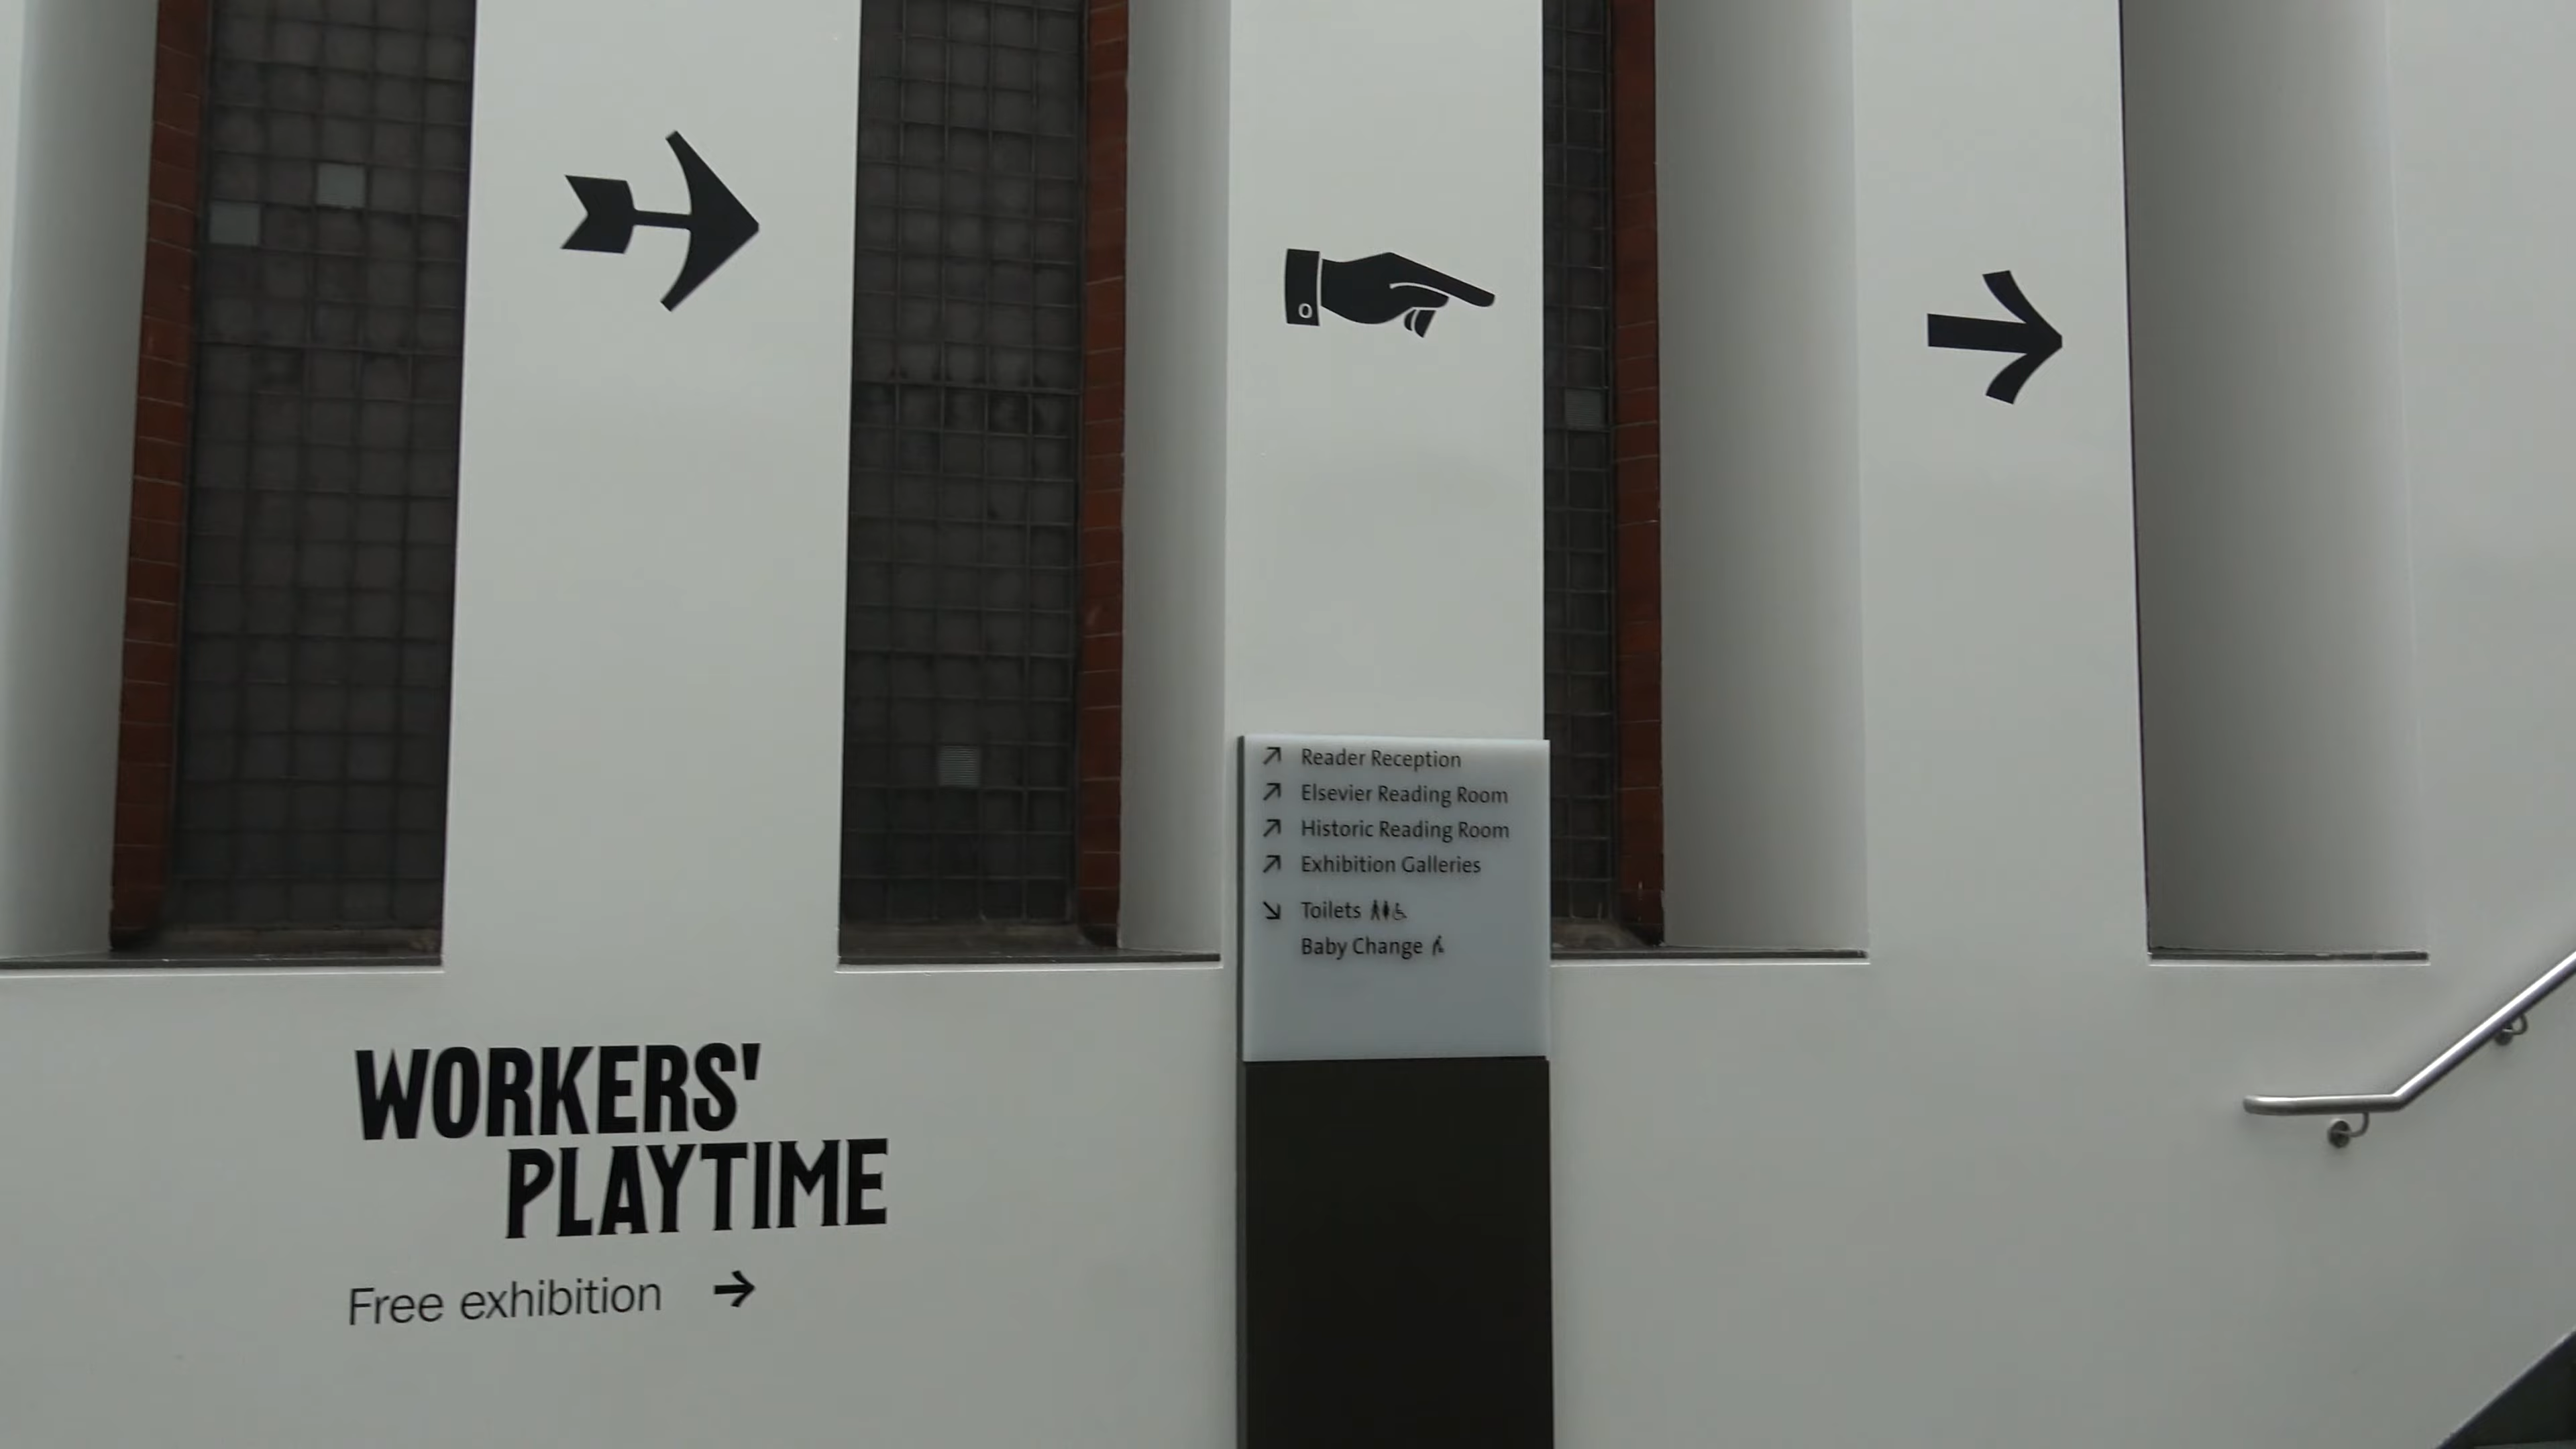 Reader Reception
Elsevier Reading Room
Historic Reading Room
Exhibition Galleries
Toilets
Baby Change
WORKERS'
PLAYTIME
Free exhibition